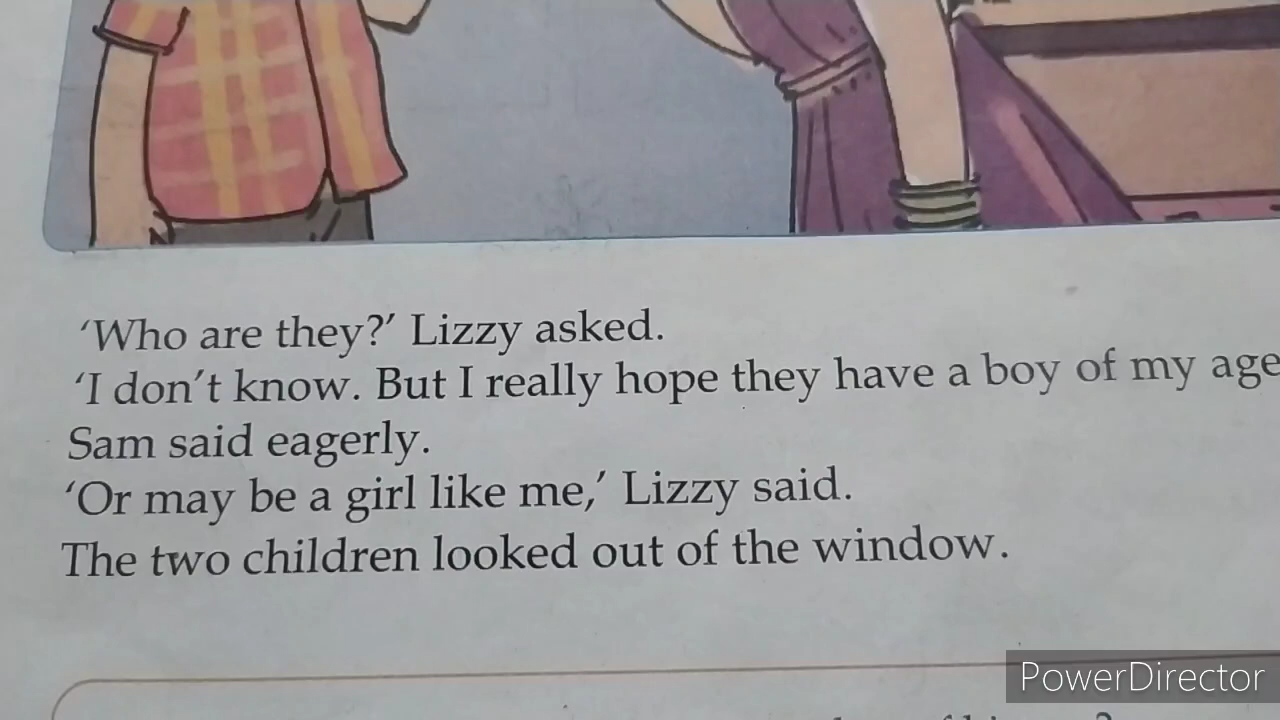 ‘Who are they?’ Lizzy asked.
‘I don’t know. But I really hope they have a boy of my age
Sam said eagerly.
‘Or may be a girl like me,’ Lizzy said.
The two children looked out of the window.
PowerDirector